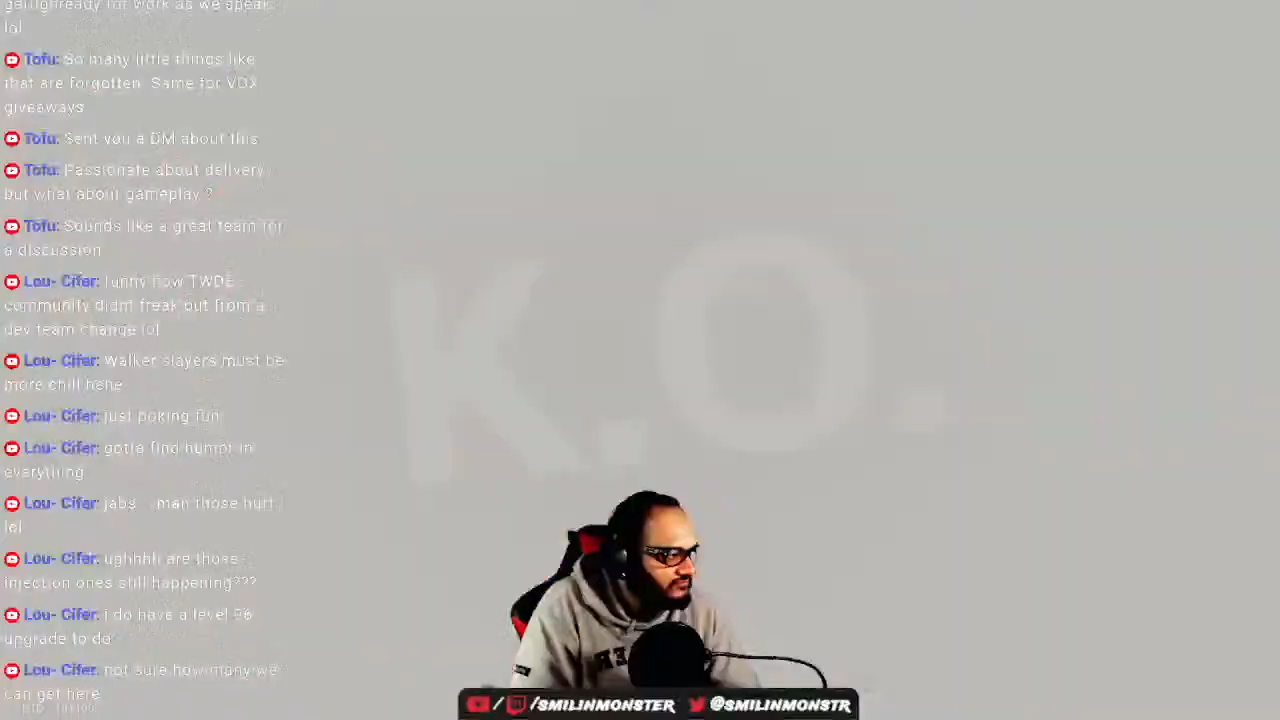 ready for work as we speak
lol
Tofu: So many little things like
that are forgotten. Same for VOX
giveaways
Tofu: Sent you a DM about this
Tofu: Passionate about delivery
but what about gameplay ?
Tofu: Sounds like a great team for
a discussion
Lou- Cifer: funny how TWDE
community didnt freak out from a
dev team change lol
Lou- Cifer: Walker slayers must be
more chill hehe
Lou- Cifer: just poking fun
Lou- Cifer: gotta find humor in
everything
Lou- Cifer: jabs... man those hurt
lol
Lou- Cifer: ughhhh are those
injection ones still happening???
Lou- Cifer: i do have a level 96
upgrade to do
Lou- Cifer: not sure how many we
can get here
K.O.
/ /SMILINMONSTER @SMILINMONSTR